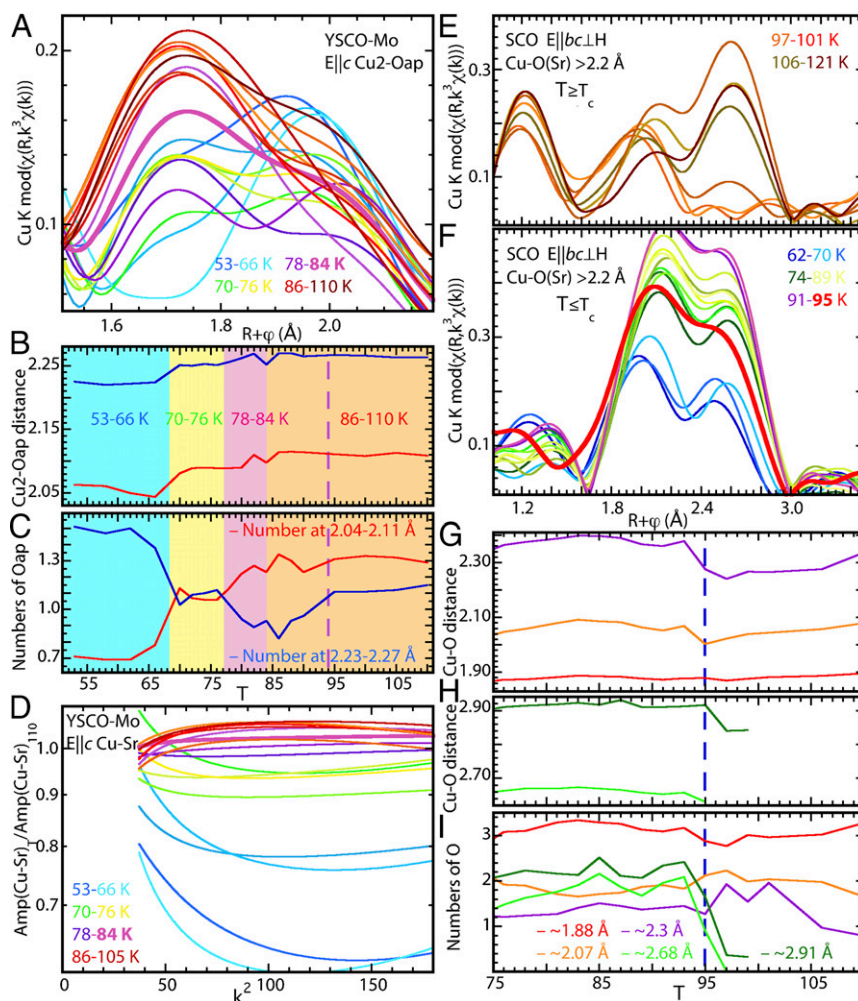 A
YSCO-Mo
E||c Cu2-Oap
Cu K mod(χ(R,k³χ(k)))
0.2
0.1
53-66 K
70-76 K
78-84 K
86-110 K
1.6
1.8
2.0
R+φ (Å)
B
Cu2-Oap distance
2.25
2.15
2.05
53-66 K
70-76 K
78-84 K
86-110 K
C
Numbers of Oap
1.3
1.0
0.7
– Number at 2.04-2.11 Å
– Number at 2.23-2.27 Å
55
65
75
85
95
105
T
D
YSCO-Mo
E||c Cu-Sr
Amp(Cu-Sr)T/Amp(Cu-Sr)110
1.0
0.9
0.8
0.7
53-66 K
70-76 K
78-84 K
86-105 K
0
50
100
150
k²
E
SCO E||bc⊥H
Cu-O(Sr) >2.2 Å
T≥Tc
97-101 K
106-121 K
Cu K mod(χ(R,k³χ(k)))
0.3
0.1
F
SCO E||bc⊥H
Cu-O(Sr) >2.2 Å
T≤Tc
62-70 K
74-89 K
91-95 K
Cu K mod(χ(R,k³χ(k)))
0.3
0.1
1.2
1.8
2.4
3.0
R+φ (Å)
G
Cu-O distance
2.30
2.10
1.90
H
Cu-O distance
2.90
2.70
I
Numbers of O
3
2
1
– ~1.88 Å
– ~2.3 Å
– ~2.07 Å
– ~2.68 Å
– ~2.91 Å
75
85
95
105
T